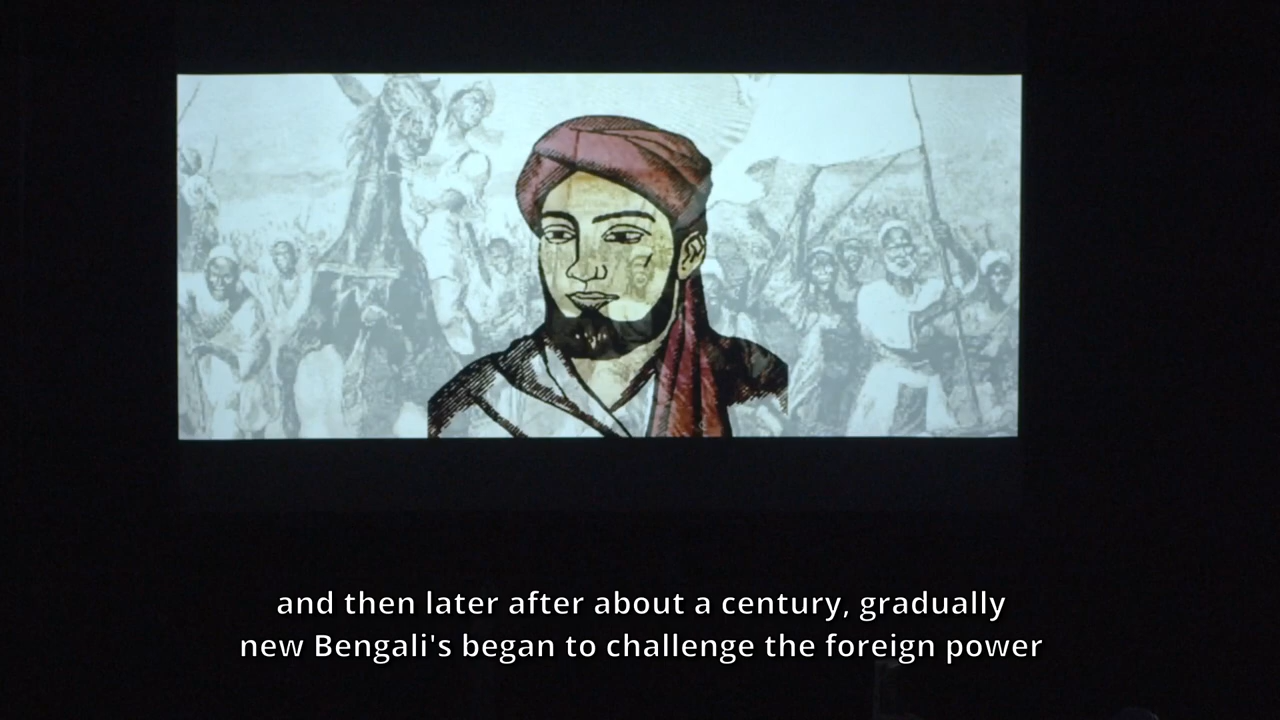 and then later after about a century, gradually
new Bengali's began to challenge the foreign power